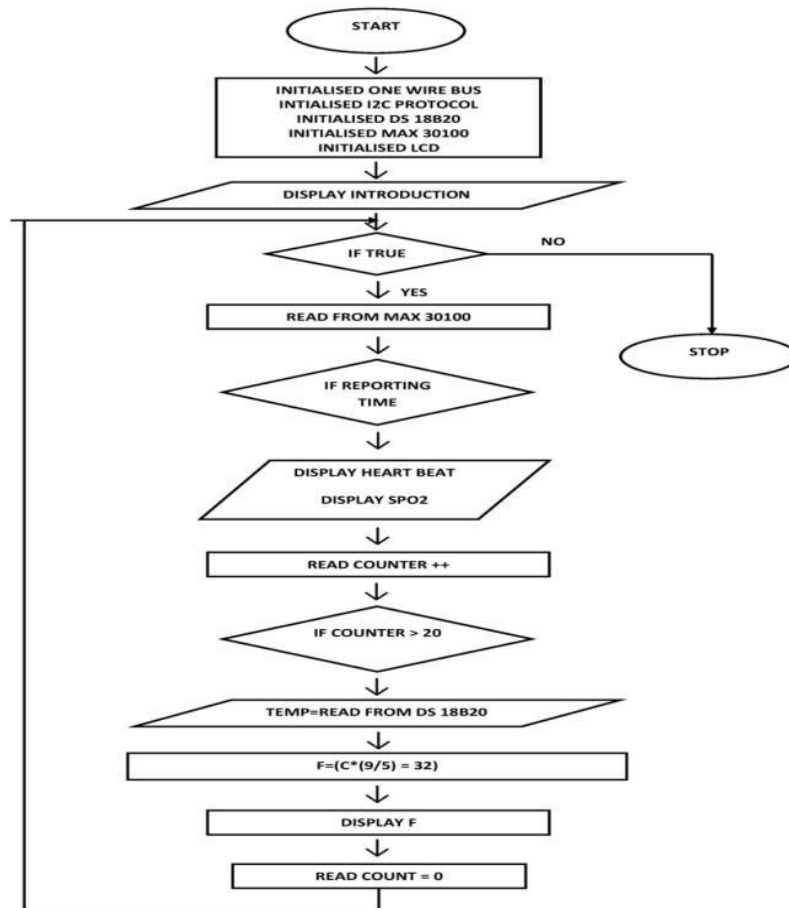 START
INITIALISED ONE WIRE BUS
INTIALISED I2C PROTOCOL
INITIALISED DS 18B20
INITIALISED MAX 30100
INITIALISED LCD
DISPLAY INTRODUCTION
IF TRUE
NO
YES
READ FROM MAX 30100
STOP
IF REPORTING
TIME
DISPLAY HEART BEAT
DISPLAY SPO2
READ COUNTER ++
IF COUNTER > 20
TEMP=READ FROM DS 18B20
F=(C*(9/5) = 32)
DISPLAY F
READ COUNT = 0